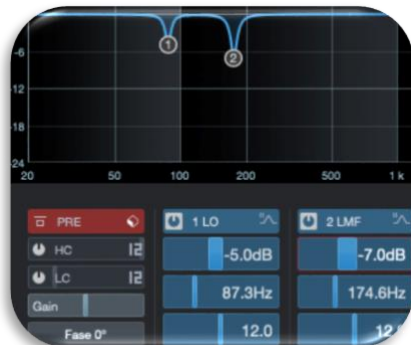 1
2
-6
-12
-18
-24
20 50 100 200 500 1 k
PRE 1 LO 2 LMF
HC 12 -5.0dB -7.0dB
LC 12 87.3Hz 174.6Hz
Gain 12.0
Fase 0°